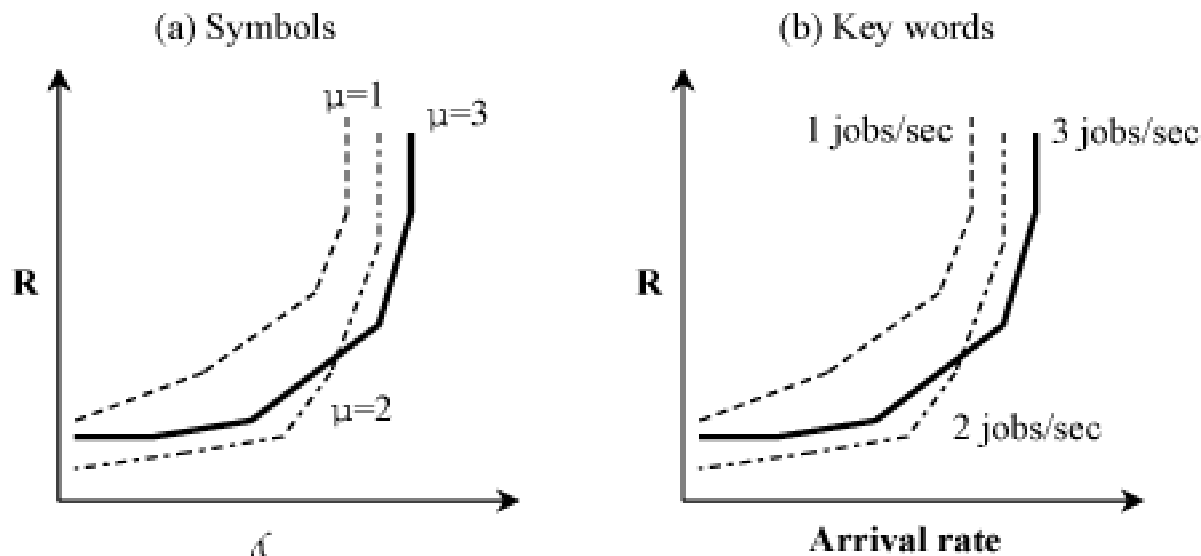 (a) Symbols
μ=1
μ=3
R
μ=2
(b) Key words
1 jobs/sec
3 jobs/sec
R
2 jobs/sec
Arrival rate